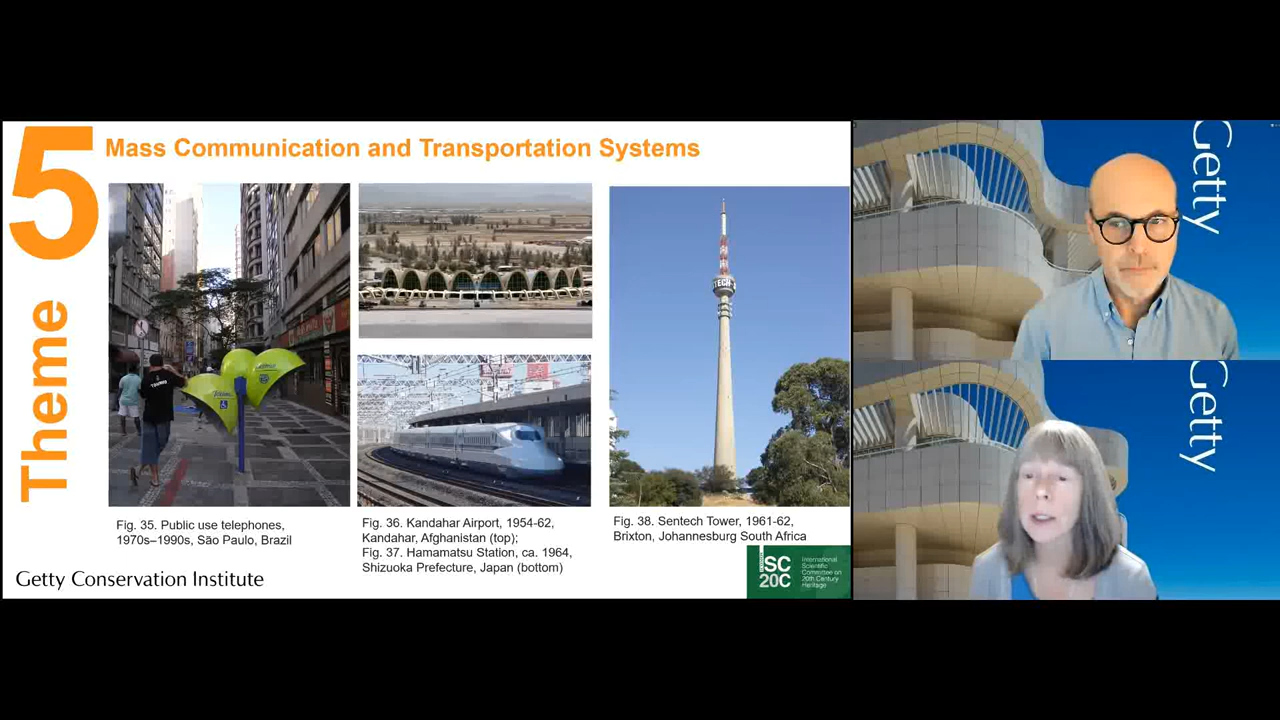 5
Theme
Mass Communication and Transportation Systems
TECH
Fig. 35. Public use telephones,
1970s–1990s, São Paulo, Brazil
Fig. 36. Kandahar Airport, 1954-62,
Kandahar, Afghanistan (top);
Fig. 37. Hamamatsu Station, ca. 1964,
Shizuoka Prefecture, Japan (bottom)
Fig. 38. Sentech Tower, 1961-62,
Brixton, Johannesburg South Africa
Getty Conservation Institute
ISC
20C
International
Scientific
Committee on
20th Century
Heritage
Getty
Getty